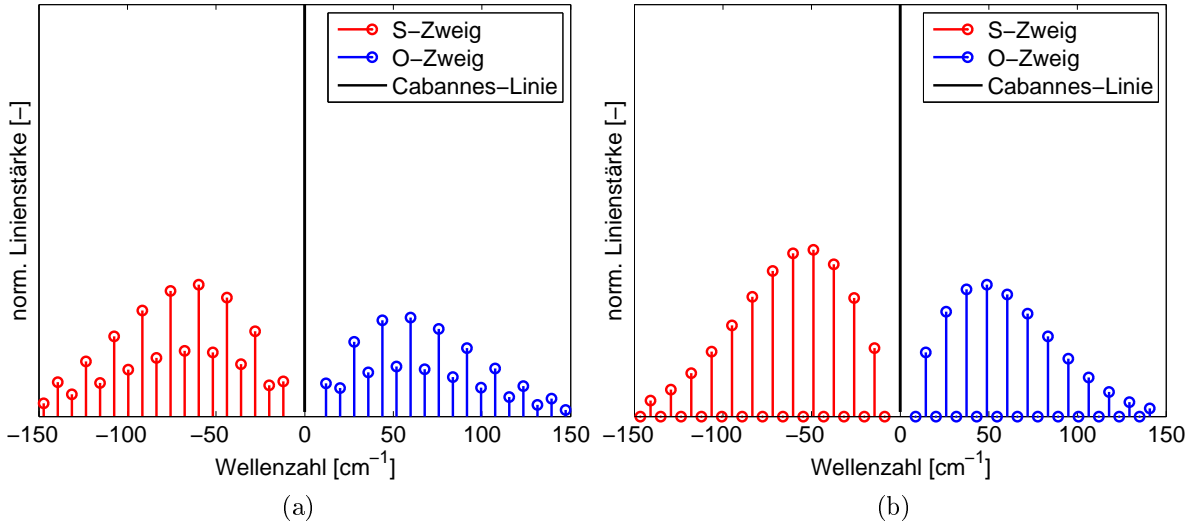 norm. Linienstärke [−]
S−Zweig
O−Zweig
Cabannes−Linie
−150 −100 −50 0 50 100 150
Wellenzahl [cm−1]
(a)
norm. Linienstärke [−]
S−Zweig
O−Zweig
Cabannes−Linie
−150 −100 −50 0 50 100 150
Wellenzahl [cm−1]
(b)